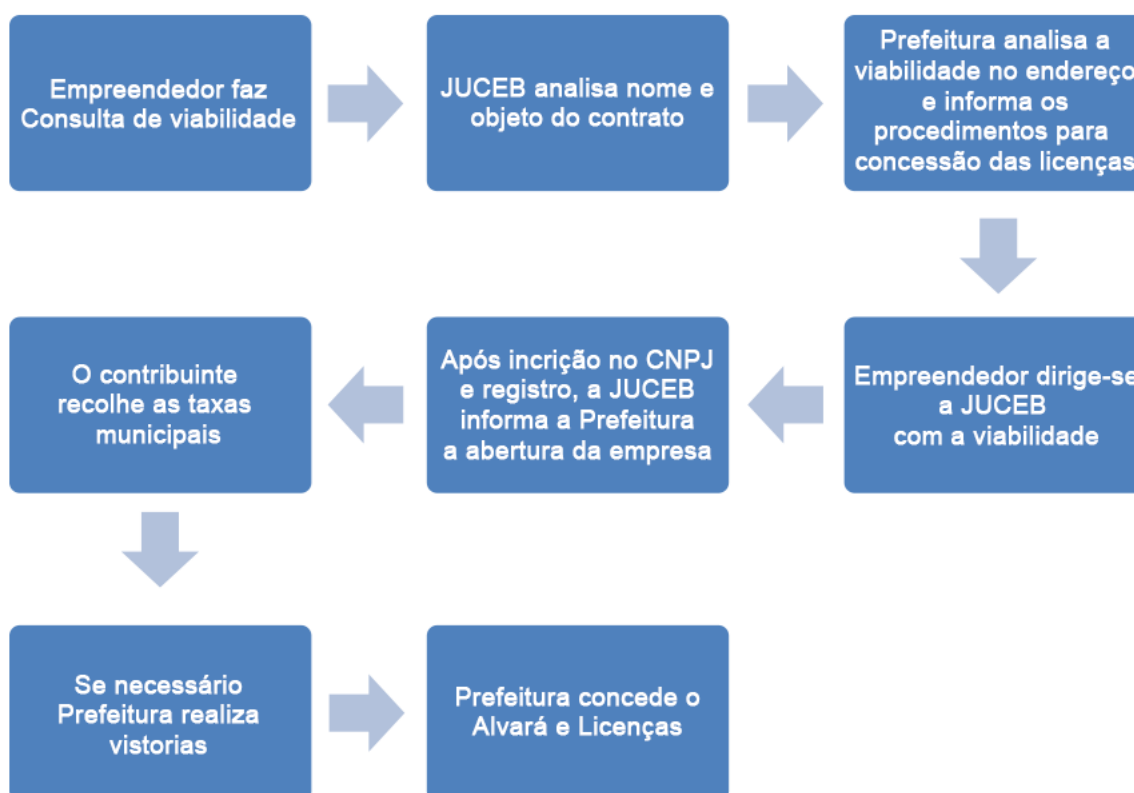 Empreendedor faz
Consulta de viabilidade
JUCEB analisa nome e
objeto do contrato
Prefeitura analisa a
viabilidade no endereço
e informa os
procedimentos para
concessão das licenças
Empreendedor dirige-se
a JUCEB
com a viabilidade
Após incrição no CNPJ
e registro, a JUCEB
informa a Prefeitura
a abertura da empresa
O contribuinte
recolhe as taxas
municipais
Se necessário
Prefeitura realiza
vistorias
Prefeitura concede o
Alvará e Licenças